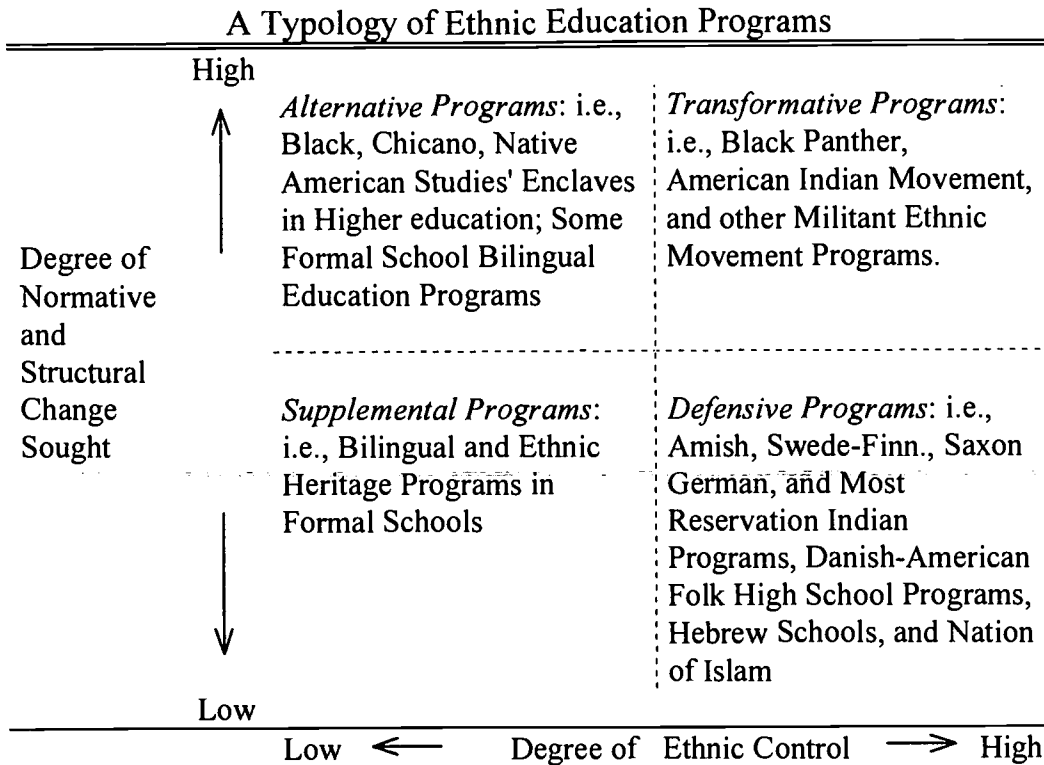 A Typology of Ethnic Education Programs
High
Alternative Programs: i.e.,
Black, Chicano, Native
American Studies' Enclaves
in Higher education; Some
Formal School Bilingual
Education Programs
Transformative Programs:
i.e., Black Panther,
American Indian Movement,
and other Militant Ethnic
Movement Programs.
Degree of
Normative
and
Structural
Change
Sought
Supplemental Programs:
i.e., Bilingual and Ethnic
Heritage Programs in
Formal Schools
Defensive Programs: i.e.,
Amish, Swede-Finn., Saxon
German, and Most
Reservation Indian
Programs, Danish-American
Folk High School Programs,
Hebrew Schools, and Nation
of Islam
Low
Low Degree of Ethnic Control High